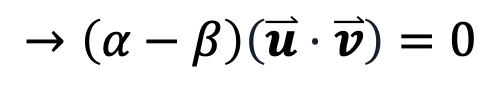 → (α − β)(u⃗ · v⃗) = 0